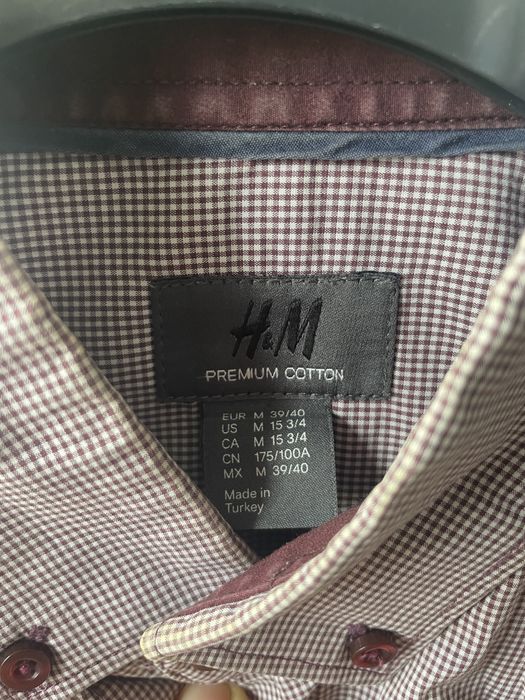 H&M
PREMIUM COTTON
EUR M 39/40
US M 15 3/4
CA M 15 3/4
CN 175/100A
MX M 39/40
Made in
Turkey